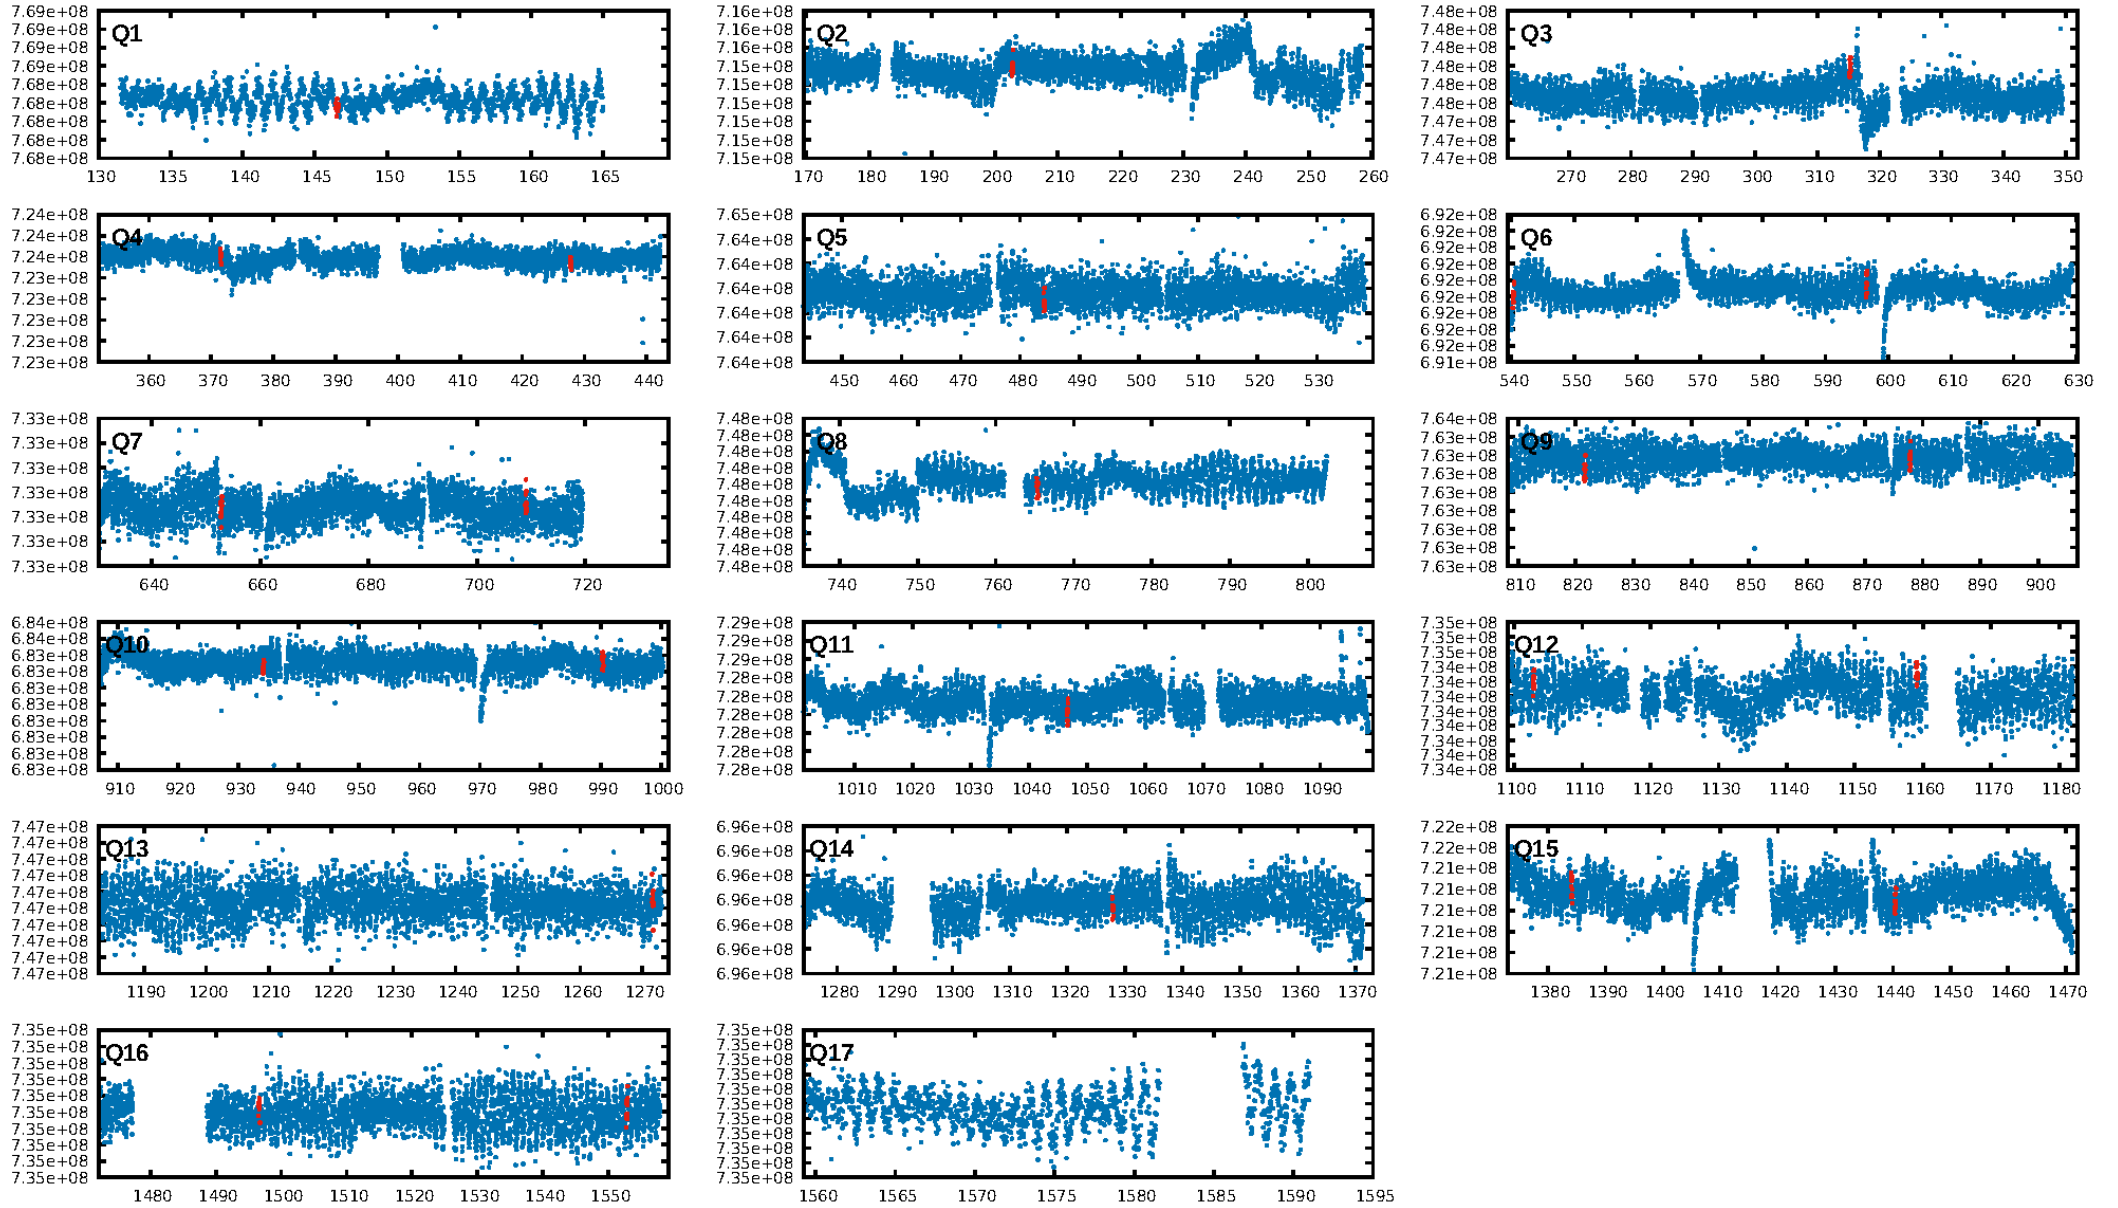 7.69e+08 7.69e+08 7.69e+08 7.69e+08 7.68e+08 7.68e+08 7.68e+08 7.68e+08 7.68e+08
Q1
130 135 140 145 150 155 160 165
7.16e+08 7.16e+08 7.16e+08 7.15e+08 7.15e+08 7.15e+08 7.15e+08 7.15e+08 7.15e+08
Q2
170 180 190 200 210 220 230 240 250 260
7.48e+08 7.48e+08 7.48e+08 7.48e+08 7.48e+08 7.48e+08 7.47e+08 7.47e+08 7.47e+08
Q3
270 280 290 300 310 320 330 340 350
7.24e+08 7.24e+08 7.24e+08 7.23e+08 7.23e+08 7.23e+08 7.23e+08 7.23e+08
Q4
360 370 380 390 400 410 420 430 440
7.65e+08 7.64e+08 7.64e+08 7.64e+08 7.64e+08 7.64e+08 7.64e+08
Q5
450 460 470 480 490 500 510 520 530
6.92e+08 6.92e+08 6.92e+08 6.92e+08 6.92e+08 6.92e+08 6.92e+08 6.92e+08 6.91e+08 6.91e+08
Q6
540 550 560 570 580 590 600 610 620 630
7.33e+08 7.33e+08 7.33e+08 7.33e+08 7.33e+08 7.33e+08 7.33e+08
Q7
640 660 680 700 720
7.48e+08 7.48e+08 7.48e+08 7.48e+08 7.48e+08 7.48e+08 7.48e+08 7.48e+08 7.48e+08 7.48e+08
Q8
740 750 760 770 780 790 800
7.64e+08 7.63e+08 7.63e+08 7.63e+08 7.63e+08 7.63e+08 7.63e+08 7.63e+08 7.63e+08
Q9
810 820 830 840 850 860 870 880 890 900
6.84e+08 6.84e+08 6.83e+08 6.83e+08 6.83e+08 6.83e+08 6.83e+08 6.83e+08 6.83e+08 6.83e+08
Q10
910 920 930 940 950 960 970 980 990 1000
7.29e+08 7.29e+08 7.29e+08 7.28e+08 7.28e+08 7.28e+08 7.28e+08 7.28e+08 7.28e+08
Q11
1010 1020 1030 1040 1050 1060 1070 1080 1090
7.35e+08 7.35e+08 7.35e+08 7.34e+08 7.34e+08 7.34e+08 7.34e+08 7.34e+08 7.34e+08 7.34e+08 7.34e+08
Q12
1100 1110 1120 1130 1140 1150 1160 1170 1180
7.47e+08 7.47e+08 7.47e+08 7.47e+08 7.47e+08 7.47e+08 7.47e+08 7.47e+08 7.47e+08 7.47e+08
Q13
1190 1200 1210 1220 1230 1240 1250 1260 1270
6.96e+08 6.96e+08 6.96e+08 6.96e+08 6.96e+08 6.96e+08 6.96e+08
Q14
1280 1290 1300 1310 1320 1330 1340 1350 1360 1370
7.22e+08 7.22e+08 7.21e+08 7.21e+08 7.21e+08 7.21e+08 7.21e+08 7.21e+08
Q15
1380 1390 1400 1410 1420 1430 1440 1450 1460 1470
7.35e+08 7.35e+08 7.35e+08 7.35e+08 7.35e+08 7.35e+08 7.35e+08 7.35e+08 7.35e+08 7.35e+08
Q16
1480 1490 1500 1510 1520 1530 1540 1550
7.35e+08 7.35e+08 7.35e+08 7.35e+08 7.35e+08 7.35e+08 7.35e+08 7.35e+08 7.35e+08 7.35e+08
Q17
1560 1565 1570 1575 1580 1585 1590 1595